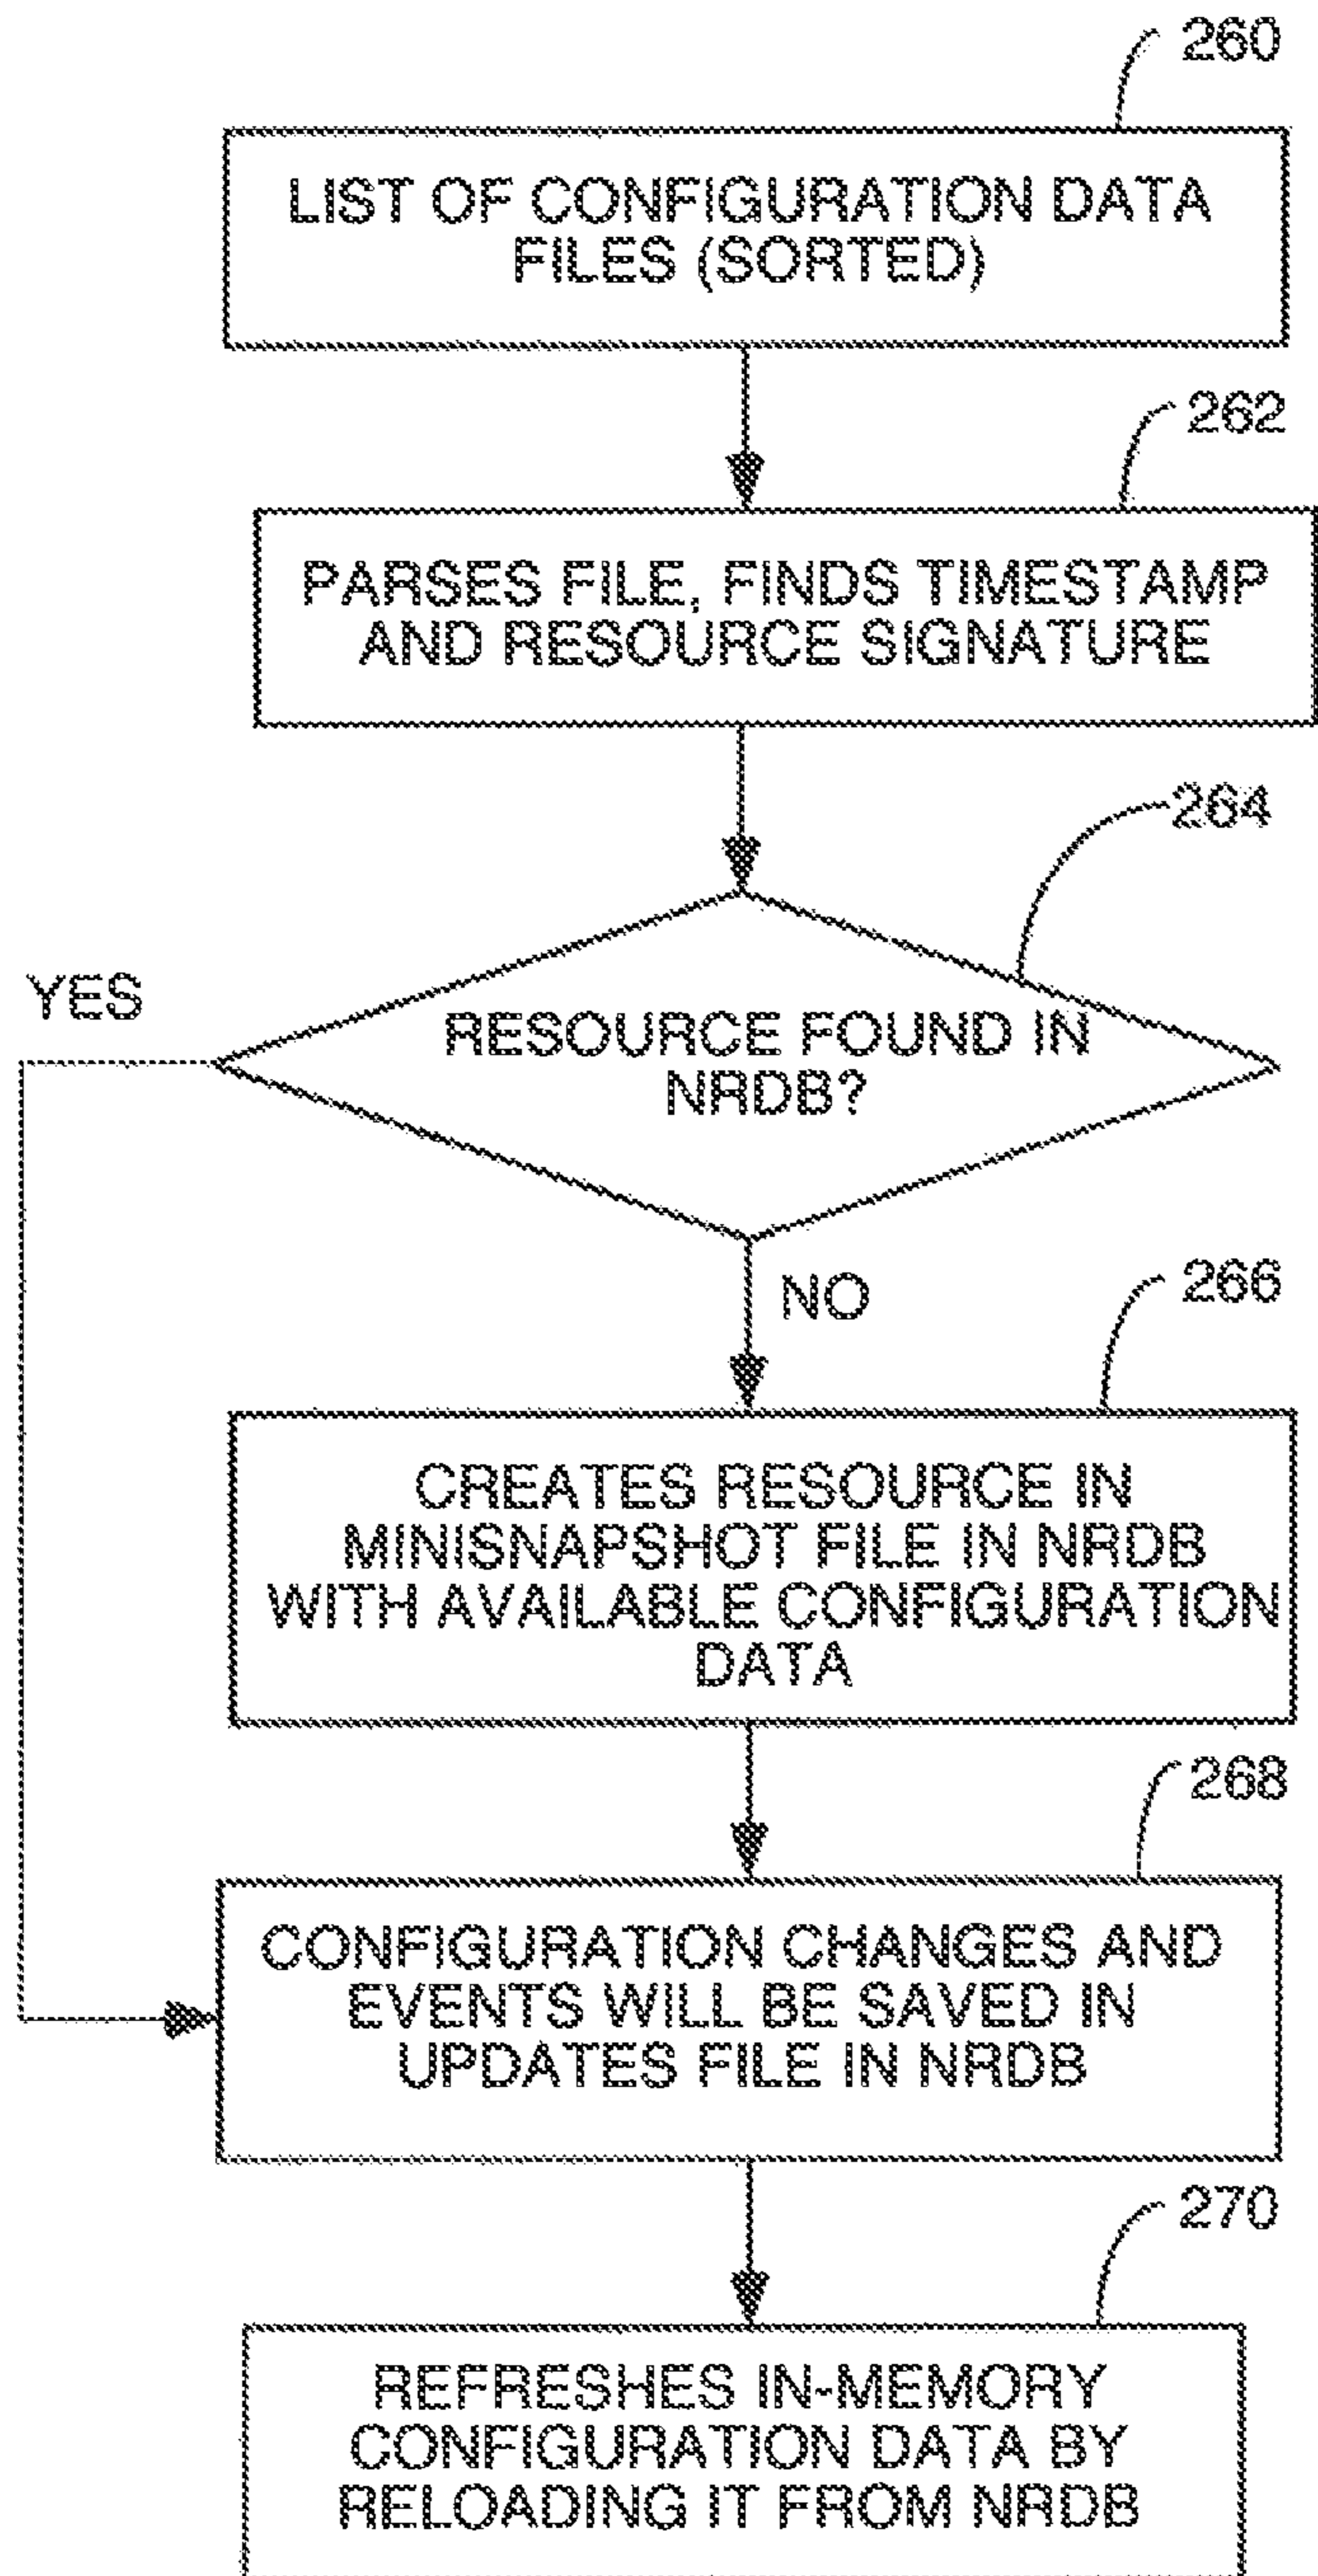 260
LIST OF CONFIGURATION DATA
FILES (SORTED)
262
PARSES FILE, FINDS TIMESTAMP
AND RESOURCE SIGNATURE
264
YES
RESOURCE FOUND IN
NRDB?
NO
266
CREATES RESOURCE IN
MINISNAPSHOT FILE IN NRDB
WITH AVAILABLE CONFIGURATION
DATA
268
CONFIGURATION CHANGES AND
EVENTS WILL BE SAVED IN
UPDATES FILE IN NRDB
270
REFRESHES IN-MEMORY
CONFIGURATION DATA BY
RELOADING IT FROM NRDB